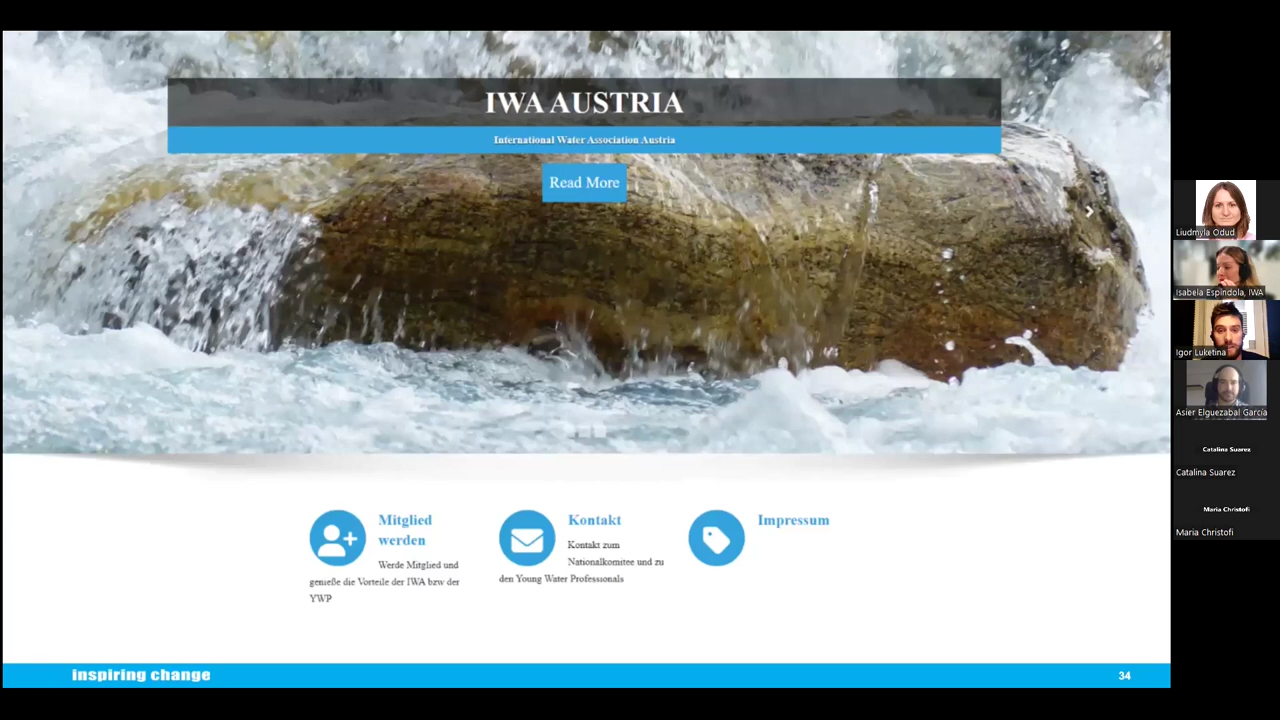 IWA AUSTRIA
International Water Association Austria
Read More
Mitglied
werden
Werde Mitglied und
genieße die Vorteile der IWA bzw der
YWP
Kontakt
Kontakt zum
Nationalkomitee und zu
den Young Water Professionals
Impressum
inspiring change
34
Liudmyla Odud
Isabela Espindola, IWA
Igor Luketina
Asier Elguezabal Garcia
Catalina Suarez
Catalina Suarez
Maria Christofi
Maria Christofi